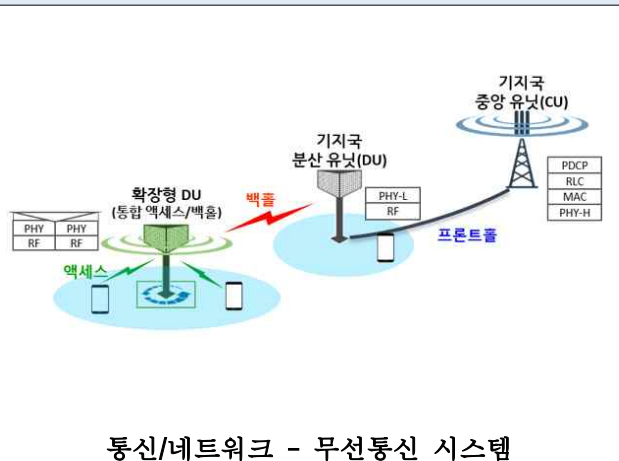 기지국
중앙 유닛(CU)
기지국
분산 유닛(DU)
PDCP
RLC
MAC
PHY-H
확장형 DU
(통합 액세스/백홀)
백홀
PHY-L
RF
PHY PHY
RF RF
프론트홀
액세스
통신/네트워크 - 무선통신 시스템